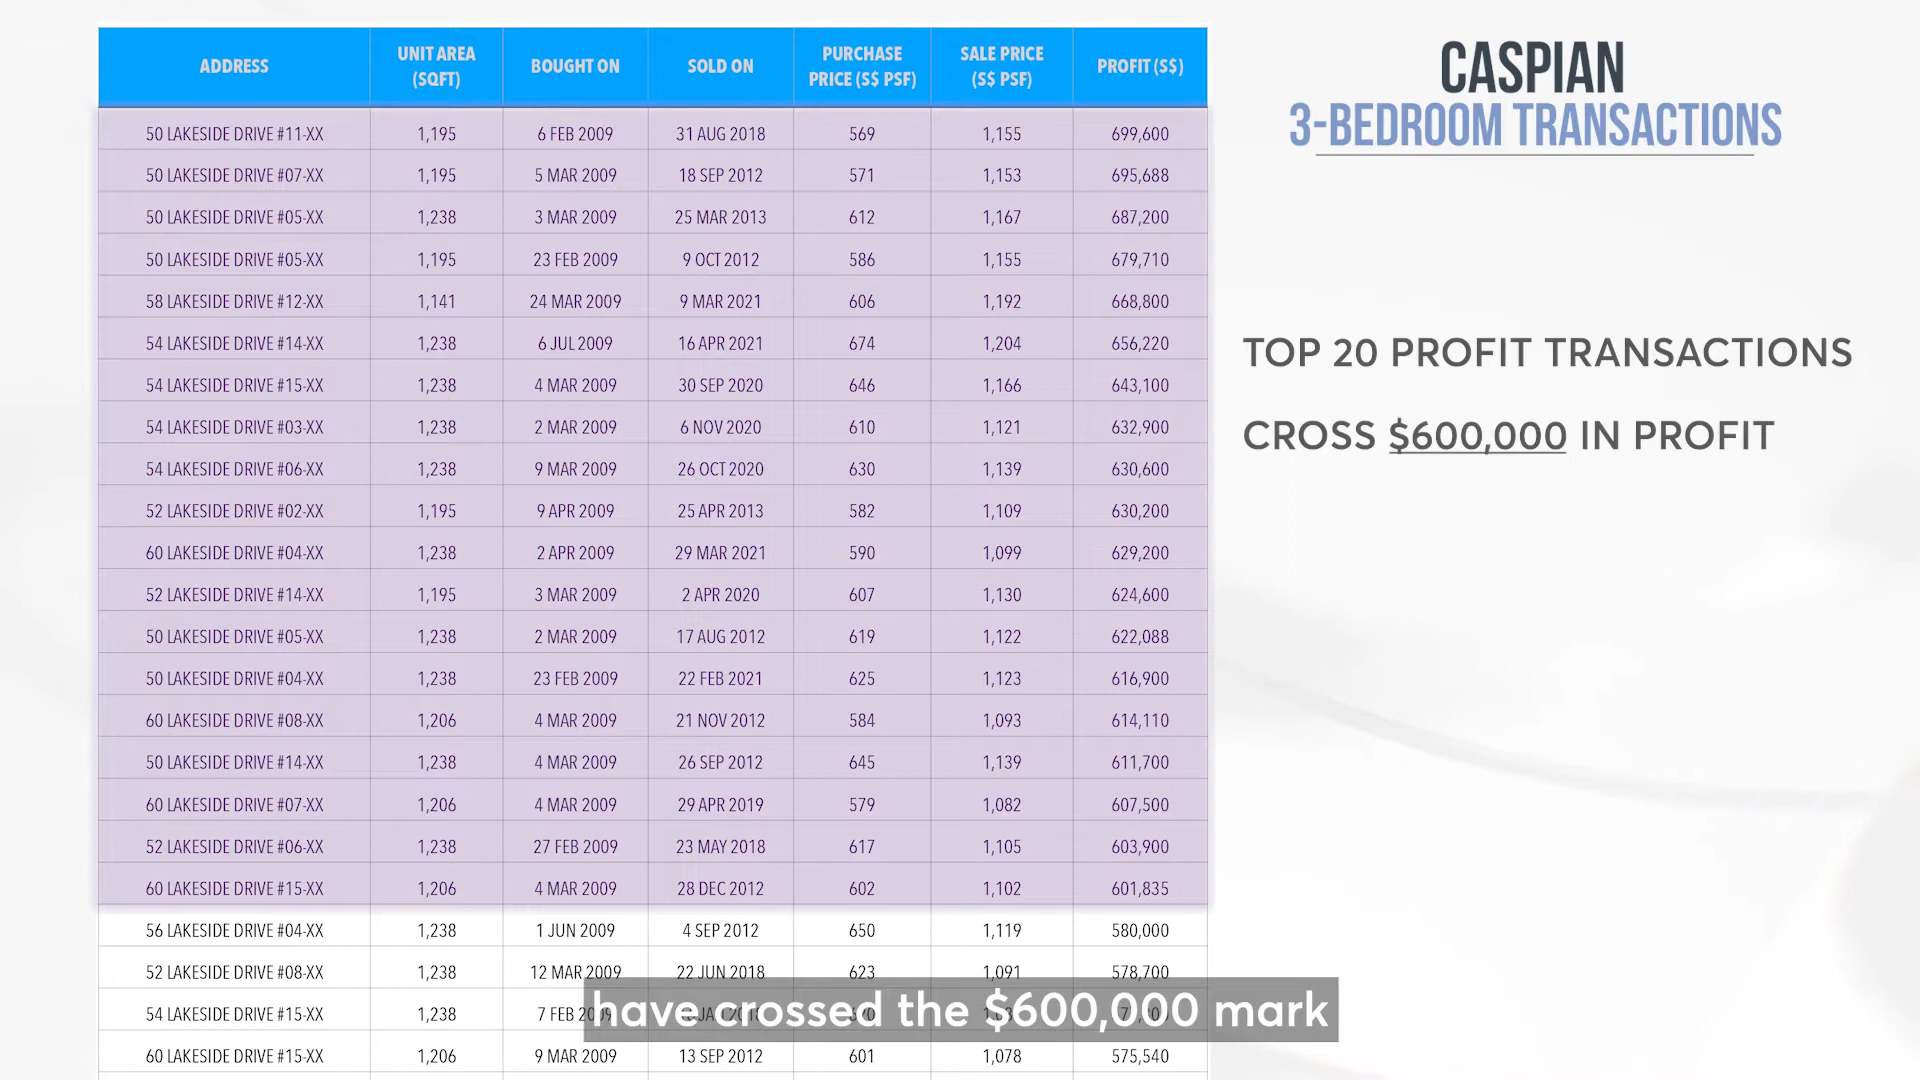 ADDRESS UNIT AREA (SQFT) BOUGHT ON SOLD ON PURCHASE PRICE (S$ PSF) SALE PRICE (S$ PSF) PROFIT (S$)
50 LAKESIDE DRIVE #11-XX 1,195 6 FEB 2009 31 AUG 2018 569 1,155 699,600
50 LAKESIDE DRIVE #07-XX 1,195 5 MAR 2009 18 SEP 2012 571 1,153 695,688
50 LAKESIDE DRIVE #05-XX 1,238 3 MAR 2009 25 MAR 2013 612 1,167 687,200
50 LAKESIDE DRIVE #05-XX 1,195 23 FEB 2009 9 OCT 2012 586 1,155 679,710
58 LAKESIDE DRIVE #12-XX 1,141 24 MAR 2009 9 MAR 2021 606 1,192 668,800
54 LAKESIDE DRIVE #14-XX 1,238 6 JUL 2009 16 APR 2021 674 1,204 656,220
54 LAKESIDE DRIVE #15-XX 1,238 4 MAR 2009 30 SEP 2020 646 1,166 643,100
54 LAKESIDE DRIVE #03-XX 1,238 2 MAR 2009 6 NOV 2020 610 1,121 632,900
54 LAKESIDE DRIVE #06-XX 1,238 9 MAR 2009 26 OCT 2020 630 1,139 630,600
52 LAKESIDE DRIVE #02-XX 1,195 9 APR 2009 25 APR 2013 582 1,109 630,200
60 LAKESIDE DRIVE #04-XX 1,238 2 APR 2009 29 MAR 2021 590 1,099 629,200
52 LAKESIDE DRIVE #14-XX 1,195 3 MAR 2009 2 APR 2020 607 1,130 624,600
50 LAKESIDE DRIVE #05-XX 1,238 2 MAR 2009 17 AUG 2012 619 1,122 622,088
50 LAKESIDE DRIVE #04-XX 1,238 23 FEB 2009 22 FEB 2021 625 1,123 616,900
60 LAKESIDE DRIVE #08-XX 1,206 4 MAR 2009 21 NOV 2012 584 1,093 614,110
50 LAKESIDE DRIVE #14-XX 1,238 4 MAR 2009 26 SEP 2012 645 1,139 611,700
60 LAKESIDE DRIVE #07-XX 1,206 4 MAR 2009 29 APR 2019 579 1,082 607,500
52 LAKESIDE DRIVE #06-XX 1,238 27 FEB 2009 23 MAY 2018 617 1,105 603,900
60 LAKESIDE DRIVE #15-XX 1,206 4 MAR 2009 28 DEC 2012 602 1,102 601,835
56 LAKESIDE DRIVE #04-XX 1,238 1 JUN 2009 4 SEP 2012 650 1,119 580,000
52 LAKESIDE DRIVE #08-XX 1,238 12 MAR 2009 22 JUN 2018 623 1,091 578,700
54 LAKESIDE DRIVE #15-XX 1,238 7 FEB
60 LAKESIDE DRIVE #15-XX 1,206 9 MAR 2009 13 SEP 2012 601 1,078 575,540
CASPIAN
3-BEDROOM TRANSACTIONS
TOP 20 PROFIT TRANSACTIONS
CROSS $600,000 IN PROFIT
have crossed the $600,000 mark